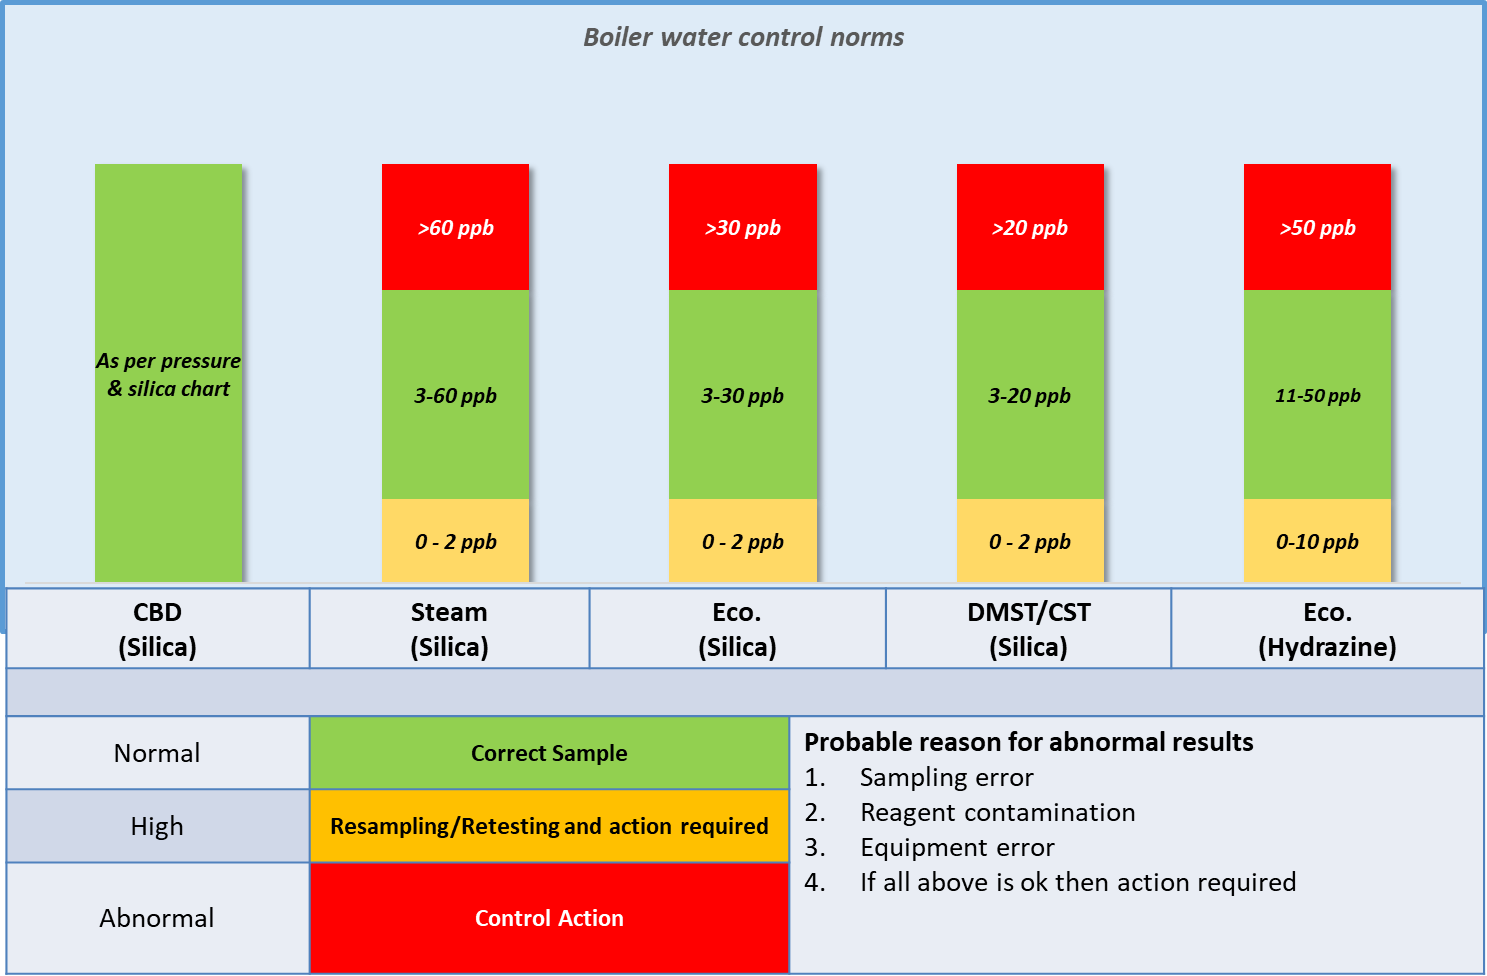 Boiler water control norms
>60 ppb
>30 ppb
>20 ppb
>50 ppb
As per pressure
& silica chart
3-60 ppb
3-30 ppb
3-20 ppb
11-50 ppb
0 - 2 ppb
0 - 2 ppb
0 - 2 ppb
0-10 ppb
CBD
(Silica)
Steam
(Silica)
Eco.
(Silica)
DMST/CST
(Silica)
Eco.
(Hydrazine)
Normal
Correct Sample
High
Resampling/Retesting and action required
Abnormal
Control Action
Probable reason for abnormal results
1. Sampling error
2. Reagent contamination
3. Equipment error
4. If all above is ok then action required